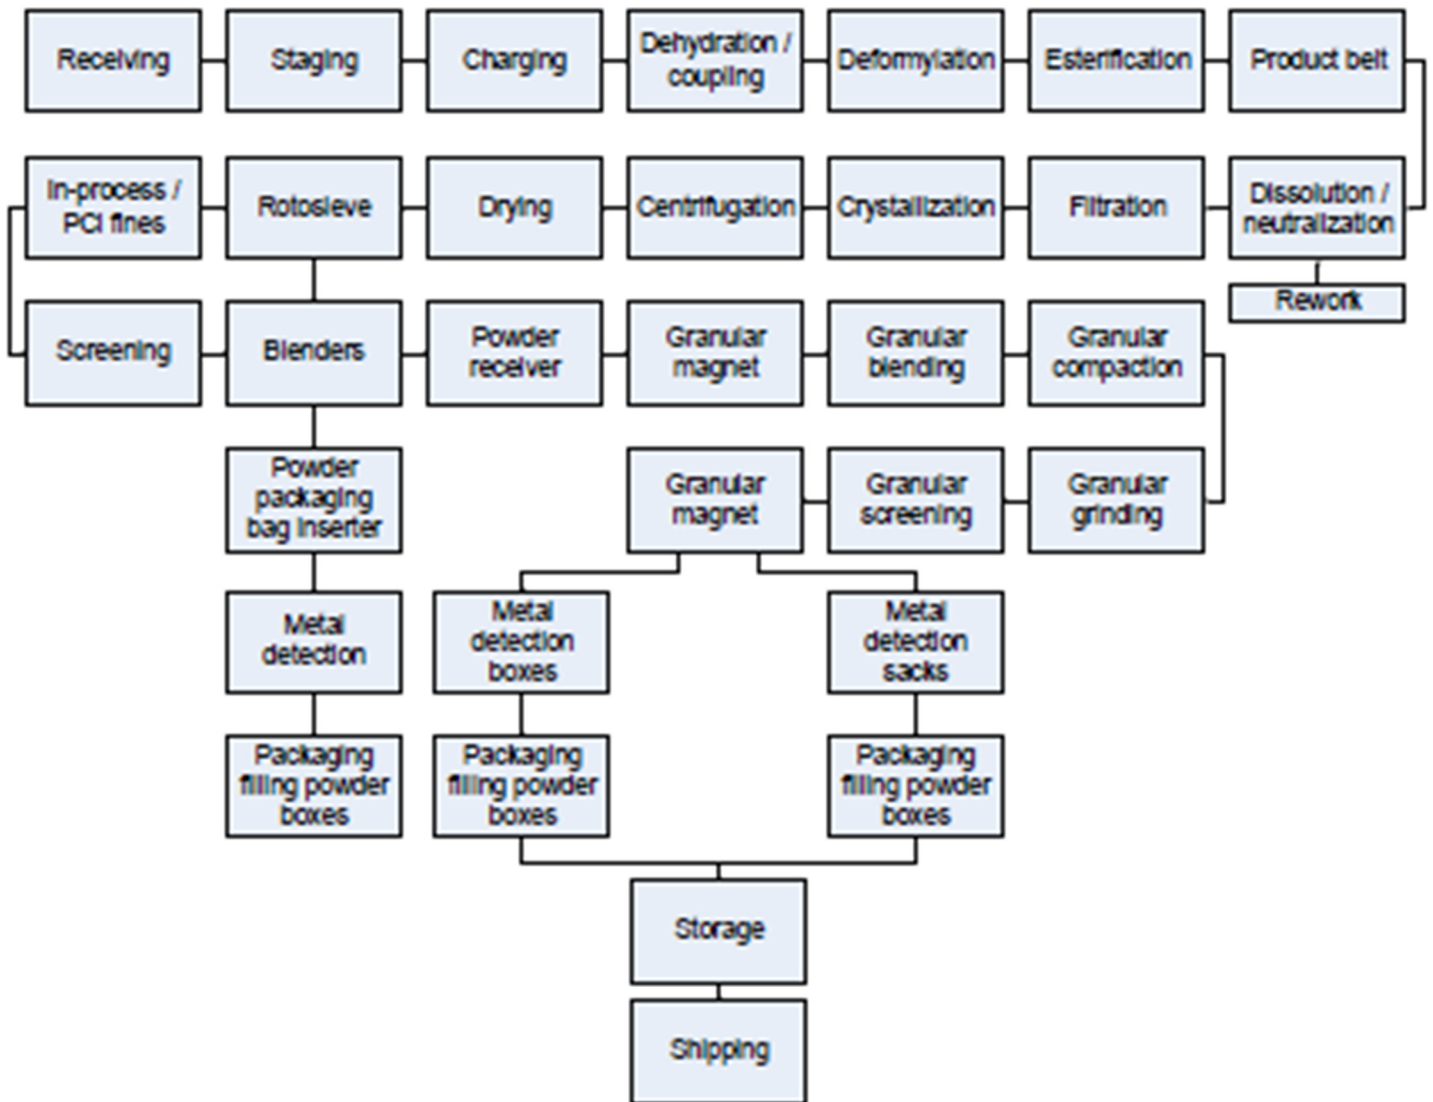 Receiving
Staging
Charging
Dehydration /
coupling
Deformylation
Esterification
Product belt
In-process /
PCI fines
Rotosieve
Drying
Centrifugation
Crystallization
Filtration
Dissolution /
neutralization
Rework
Screening
Blenders
Powder
receiver
Granular
magnet
Granular
blending
Granular
compaction
Powder
packaging
bag inserter
Granular
magnet
Granular
screening
Granular
grinding
Metal
detection
Metal
detection
boxes
Metal
detection
sacks
Packaging
filling powder
boxes
Packaging
filling powder
boxes
Packaging
filling powder
boxes
Storage
Shipping